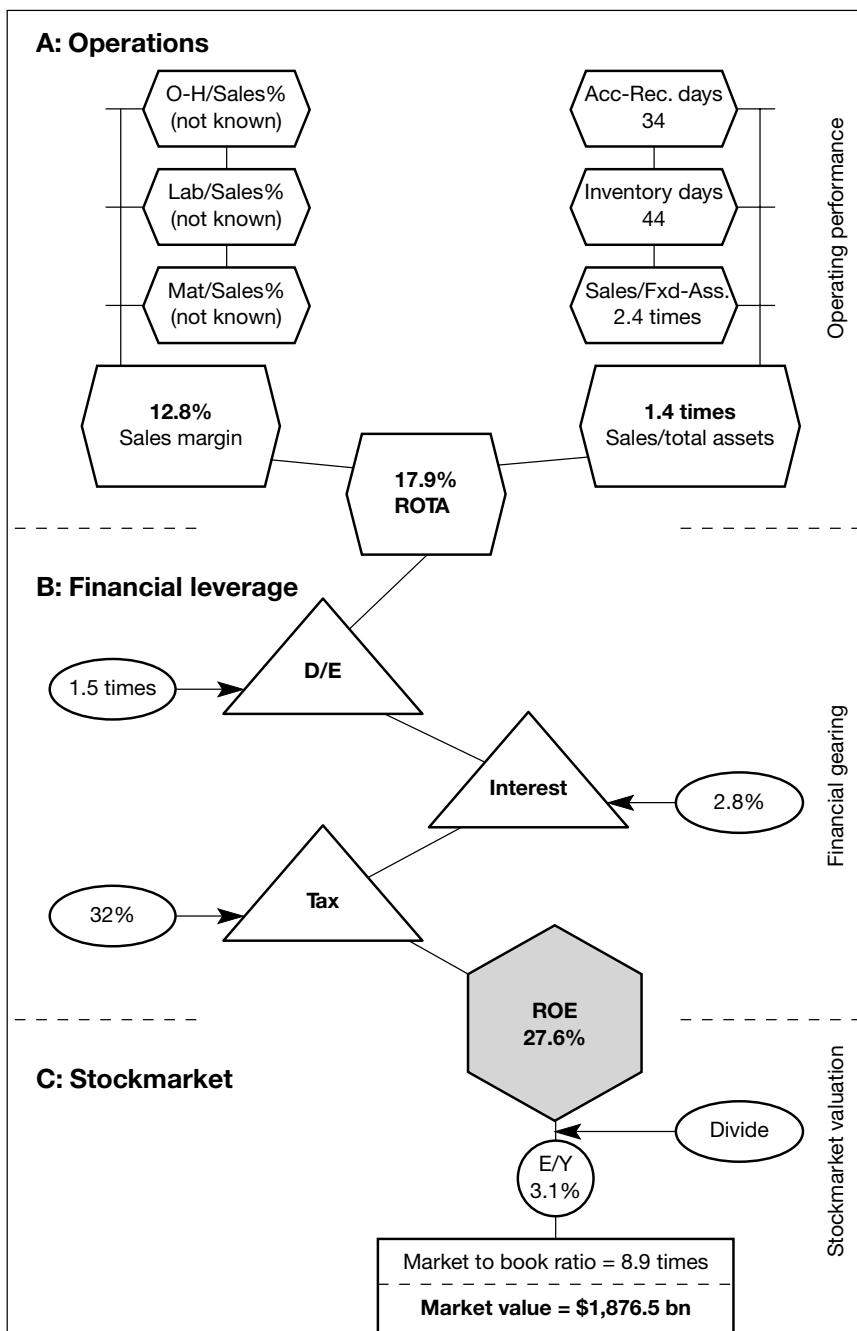 A: Operations
O-H/Sales%
(not known)
Lab/Sales%
(not known)
Mat/Sales%
(not known)
12.8%
Sales margin
Acc-Rec. days
34
Inventory days
44
Sales/Fxd-Ass.
2.4 times
1.4 times
Sales/total assets
17.9%
ROTA
Operating performance
B: Financial leverage
D/E
1.5 times
Interest
2.8%
Tax
32%
Financial gearing
ROE
27.6%
C: Stockmarket
Divide
E/Y
3.1%
Market to book ratio = 8.9 times
Market value = $1,876.5 bn
Stockmarket valuation